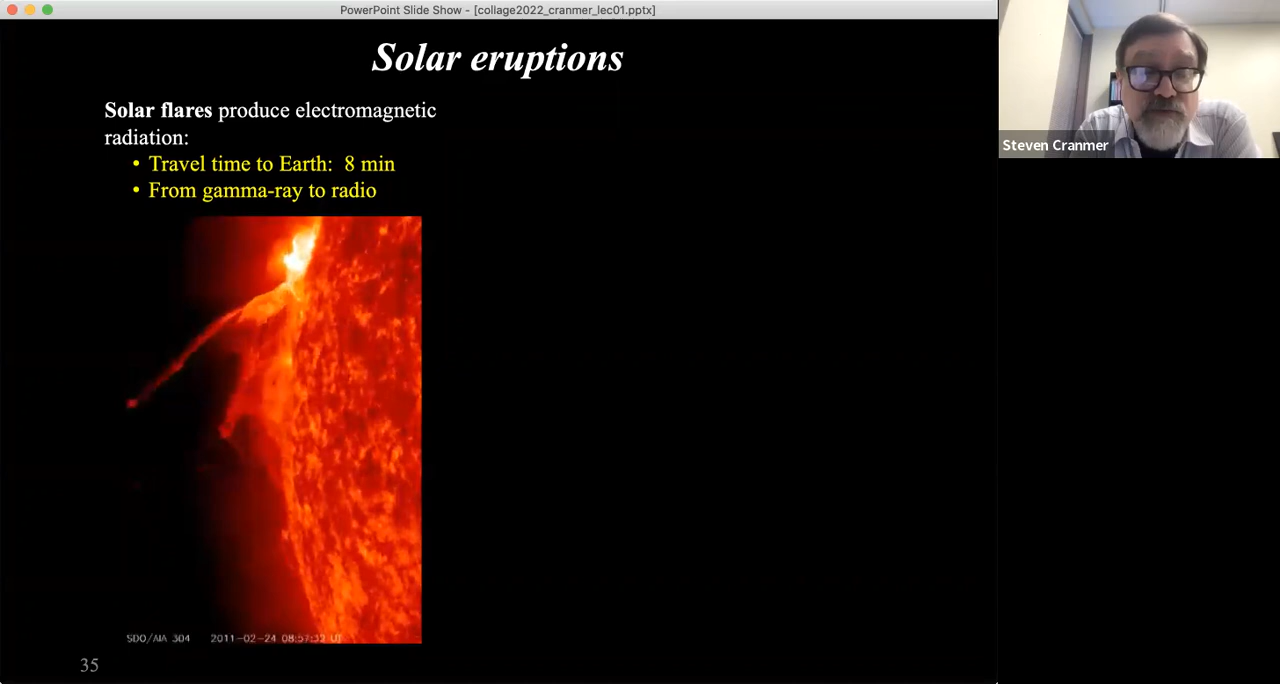 PowerPoint Slide Show - [collage2022_cranmer_lec01.pptx]
Solar eruptions
Solar flares produce electromagnetic
radiation:
• Travel time to Earth: 8 min
• From gamma-ray to radio
SDO/AIA 304 2011-02-24 08:57:32 UT
35
Steven Cranmer